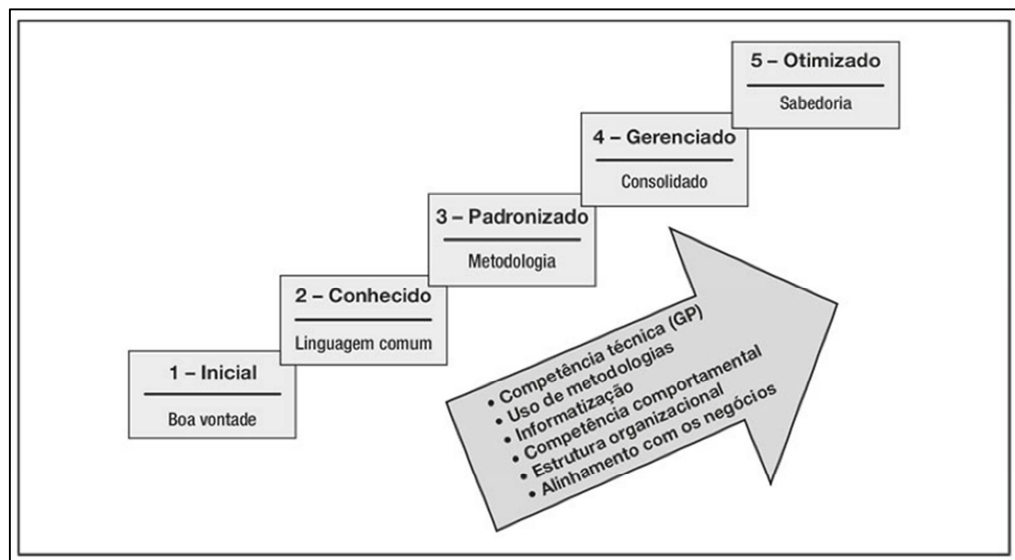 5 – Otimizado
Sabedoria
4 – Gerenciado
Consolidado
3 – Padronizado
Metodologia
2 – Conhecido
Linguagem comum
1 – Inicial
Boa vontade
• Competência técnica (GP)
• Uso de metodologias
• Informatização
• Competência comportamental
• Estrutura organizacional
• Alinhamento com os negócios